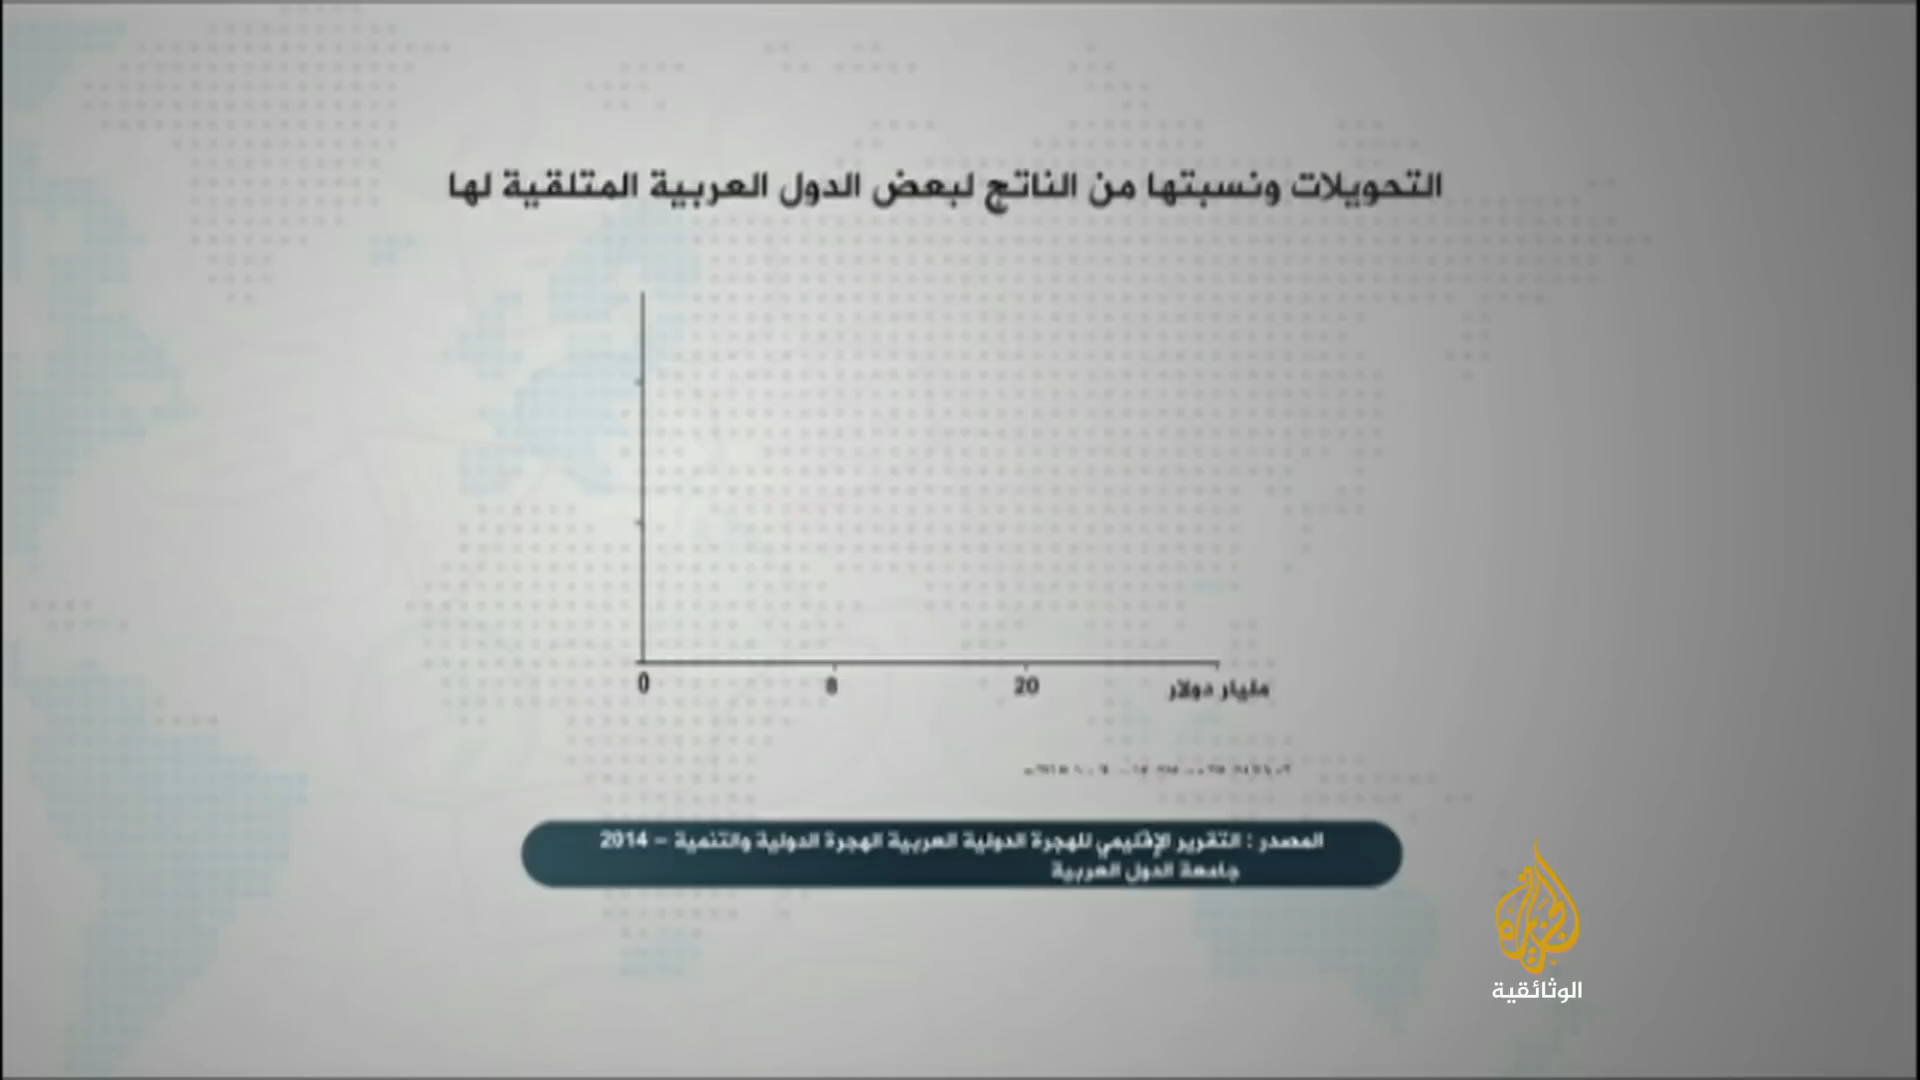 التحويلات ونسبتها من الناتج لبعض الدول العربية المتلقية لها
0 8 20 مليار دولار
المصدر : التقرير الإقليمي للهجرة الدولية العربية الهجرة الدولية والتنمية – 2014
جامعة الدول العربية
الجزيرة
الوثائقية